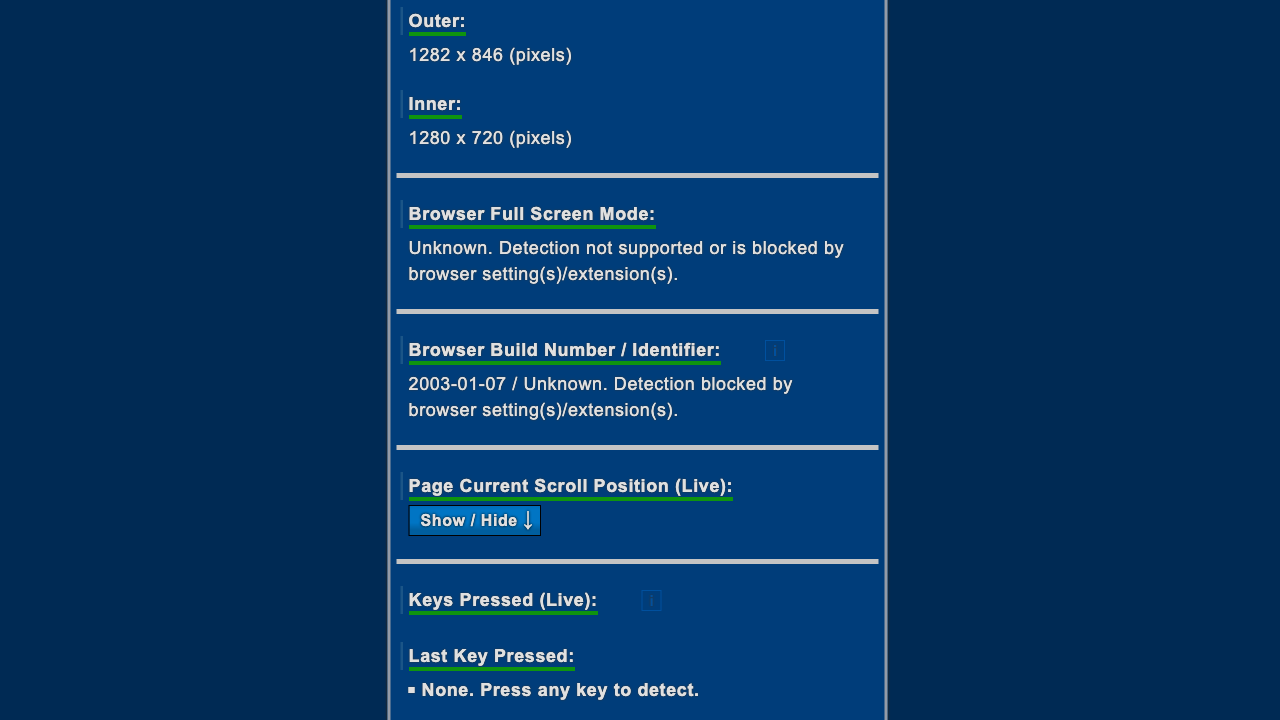 Outer:
1282 x 846 (pixels)
Inner:
1280 x 720 (pixels)
Browser Full Screen Mode:
Unknown. Detection not supported or is blocked by
browser setting(s)/extension(s).
Browser Build Number / Identifier: i
2003-01-07 / Unknown. Detection blocked by
browser setting(s)/extension(s).
Page Current Scroll Position (Live):
Show / Hide ↓
Keys Pressed (Live): i
Last Key Pressed:
▪ None. Press any key to detect.